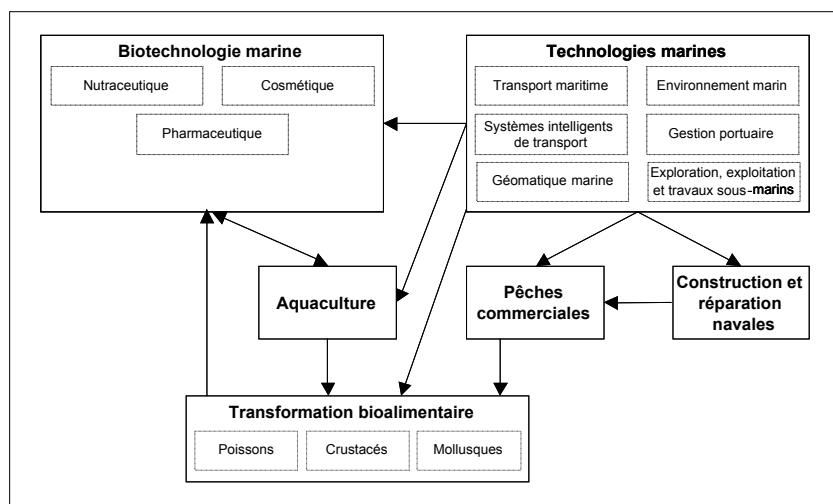 Biotechnologie marine
Nutraceutique
Cosmétique
Pharmaceutique
Technologies marines
Transport maritime
Environnement marin
Systèmes intelligents
de transport
Gestion portuaire
Géomatique marine
Exploration, exploitation
et travaux sous-marins
Aquaculture
Pêches
commerciales
Construction et
réparation
navales
Transformation bioalimentaire
Poissons
Crustacés
Mollusques